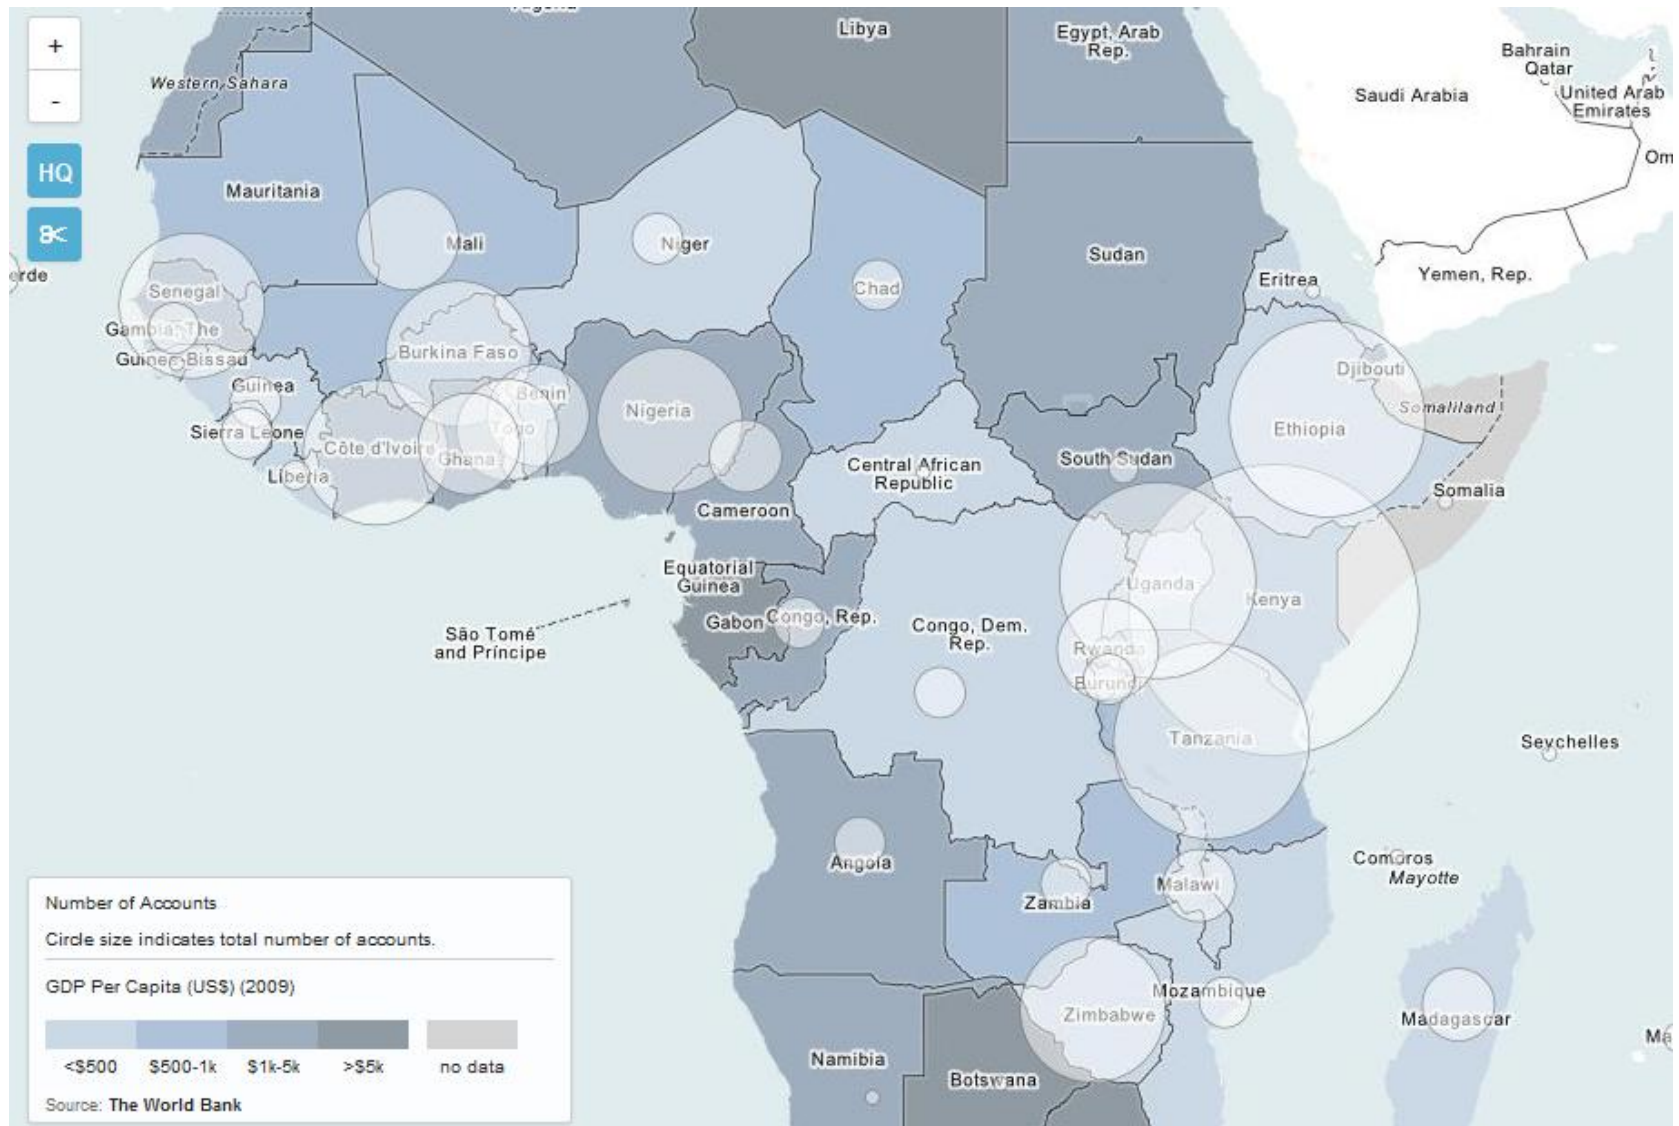 +
-
HQ
Libya
Egypt, Arab
Rep.
Bahrain
Qatar
United Arab
Emirates
Saudi Arabia
Om
Western Sahara
Mauritania
Mali
Niger
Chad
Sudan
Eritrea
Yemen, Rep.
erde
Senegal
Gambia, The
Guinea-Bissau
Guinea
Sierra Leone
Liberia
Burkina Faso
Côte d'Ivoire
Ghana
Togo
Benin
Nigeria
Cameroon
Central African
Republic
South Sudan
Djibouti
Somaliland
Ethiopia
Somalia
Equatorial
Guinea
Gabon
Congo, Rep.
São Tomé
and Príncipe
Congo, Dem.
Rep.
Uganda
Kenya
Rwanda
Burundi
Tanzania
Seychelles
Angola
Zambia
Malawi
Comoros
Mayotte
Mozambique
Zimbabwe
Madagascar
Ma
Namibia
Botswana
Number of Accounts
Circle size indicates total number of accounts.
GDP Per Capita (US$) (2009)
<$500 $500-1k $1k-5k >$5k no data
Source: The World Bank